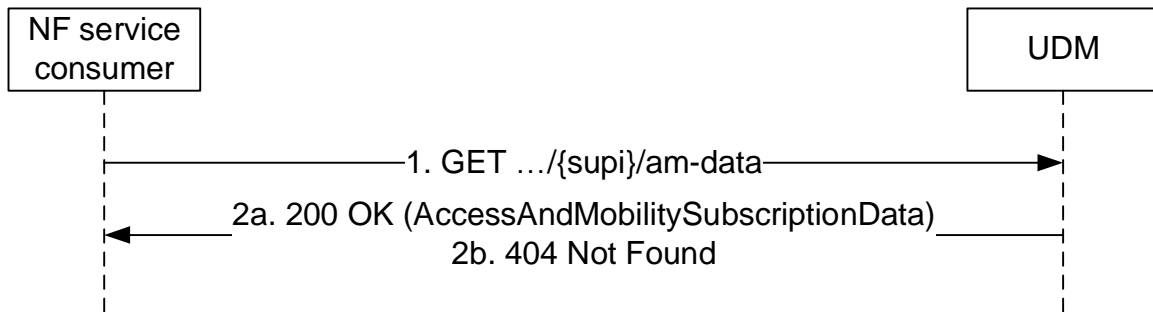 NF service
consumer
UDM
1. GET …/{supi}/am-data
2a. 200 OK (AccessAndMobilitySubscriptionData)
2b. 404 Not Found